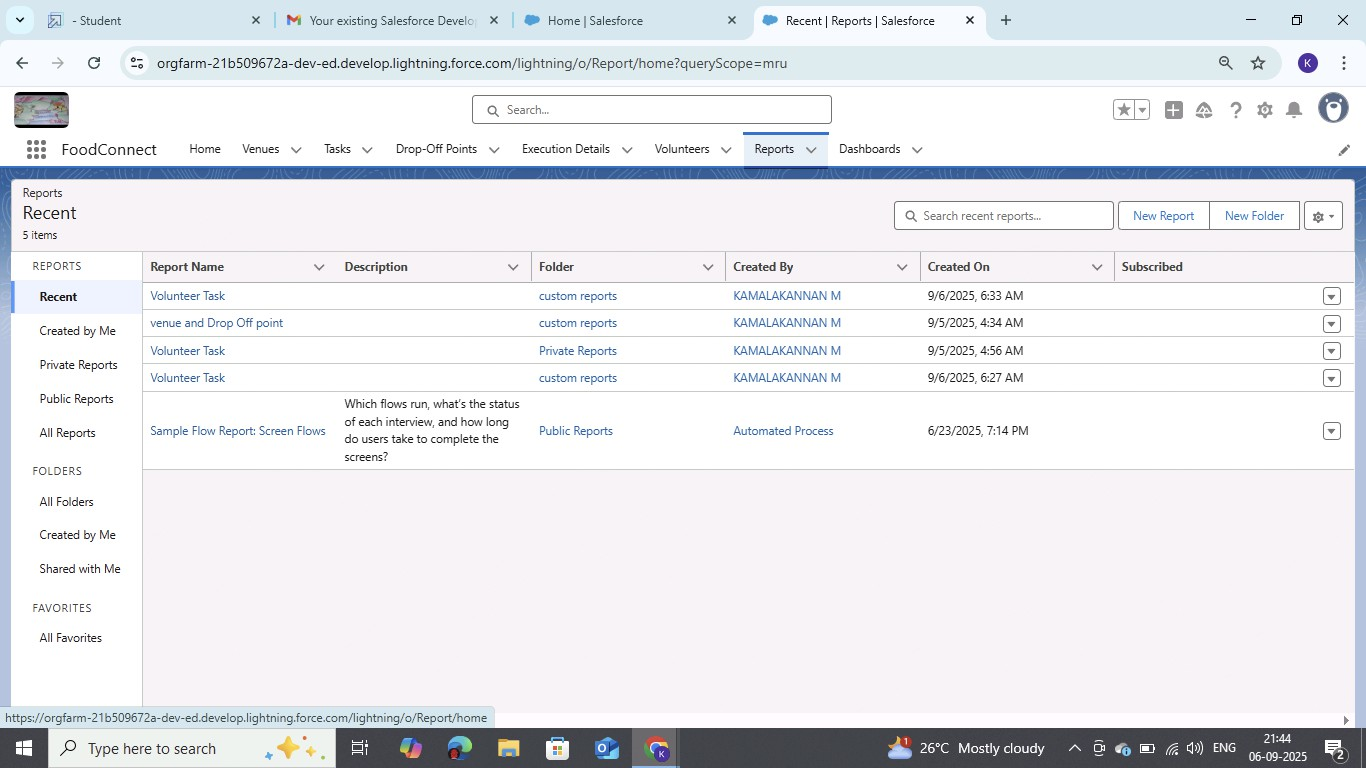 - Student
Your existing Salesforce Develo
Home | Salesforce
Recent | Reports | Salesforce
orgfarm-21b509672a-dev-ed.develop.lightning.force.com/lightning/o/Report/home?queryScope=mru
K
Search...
FoodConnect
Home
Venues
Tasks
Drop-Off Points
Execution Details
Volunteers
Reports
Dashboards
Reports
Recent
5 items
Search recent reports...
New Report
New Folder
REPORTS
Recent
Created by Me
Private Reports
Public Reports
All Reports
FOLDERS
All Folders
Created by Me
Shared with Me
FAVORITES
All Favorites
Report Name Description Folder Created By Created On Subscribed
Volunteer Task custom reports KAMALAKANNAN M 9/6/2025, 6:33 AM
venue and Drop Off point custom reports KAMALAKANNAN M 9/5/2025, 4:34 AM
Volunteer Task Private Reports KAMALAKANNAN M 9/5/2025, 4:56 AM
Volunteer Task custom reports KAMALAKANNAN M 9/6/2025, 6:27 AM
Which flows run, what's the status
of each interview, and how long
Sample Flow Report: Screen Flows do users take to complete the Public Reports Automated Process 6/23/2025, 7:14 PM
screens?
https://orgfarm-21b509672a-dev-ed.develop.lightning.force.com/lightning/o/Report/home
Type here to search
K
1
26°C Mostly cloudy
ENG
21:44
06-09-2025
2